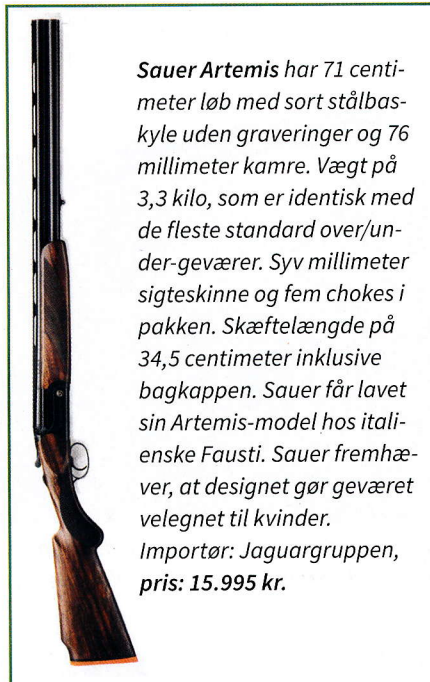 Sauer Artemis har 71 centi-
meter løb med sort stålbas-
kyle uden graveringer og 76
millimeter kamre. Vægt på
3,3 kilo, som er identisk med
de fleste standard over/un-
der-geværer. Syv millimeter
sigteskinne og fem chokes i
pakken. Skæftelængde på
34,5 centimeter inklusive
bagkappen. Sauer får lavet
sin Artemis-model hos itali-
enske Fausti. Sauer fremhæ-
ver, at designet gør geværet
velegnet til kvinder.
Importør: Jaguargruppen,
pris: 15.995 kr.